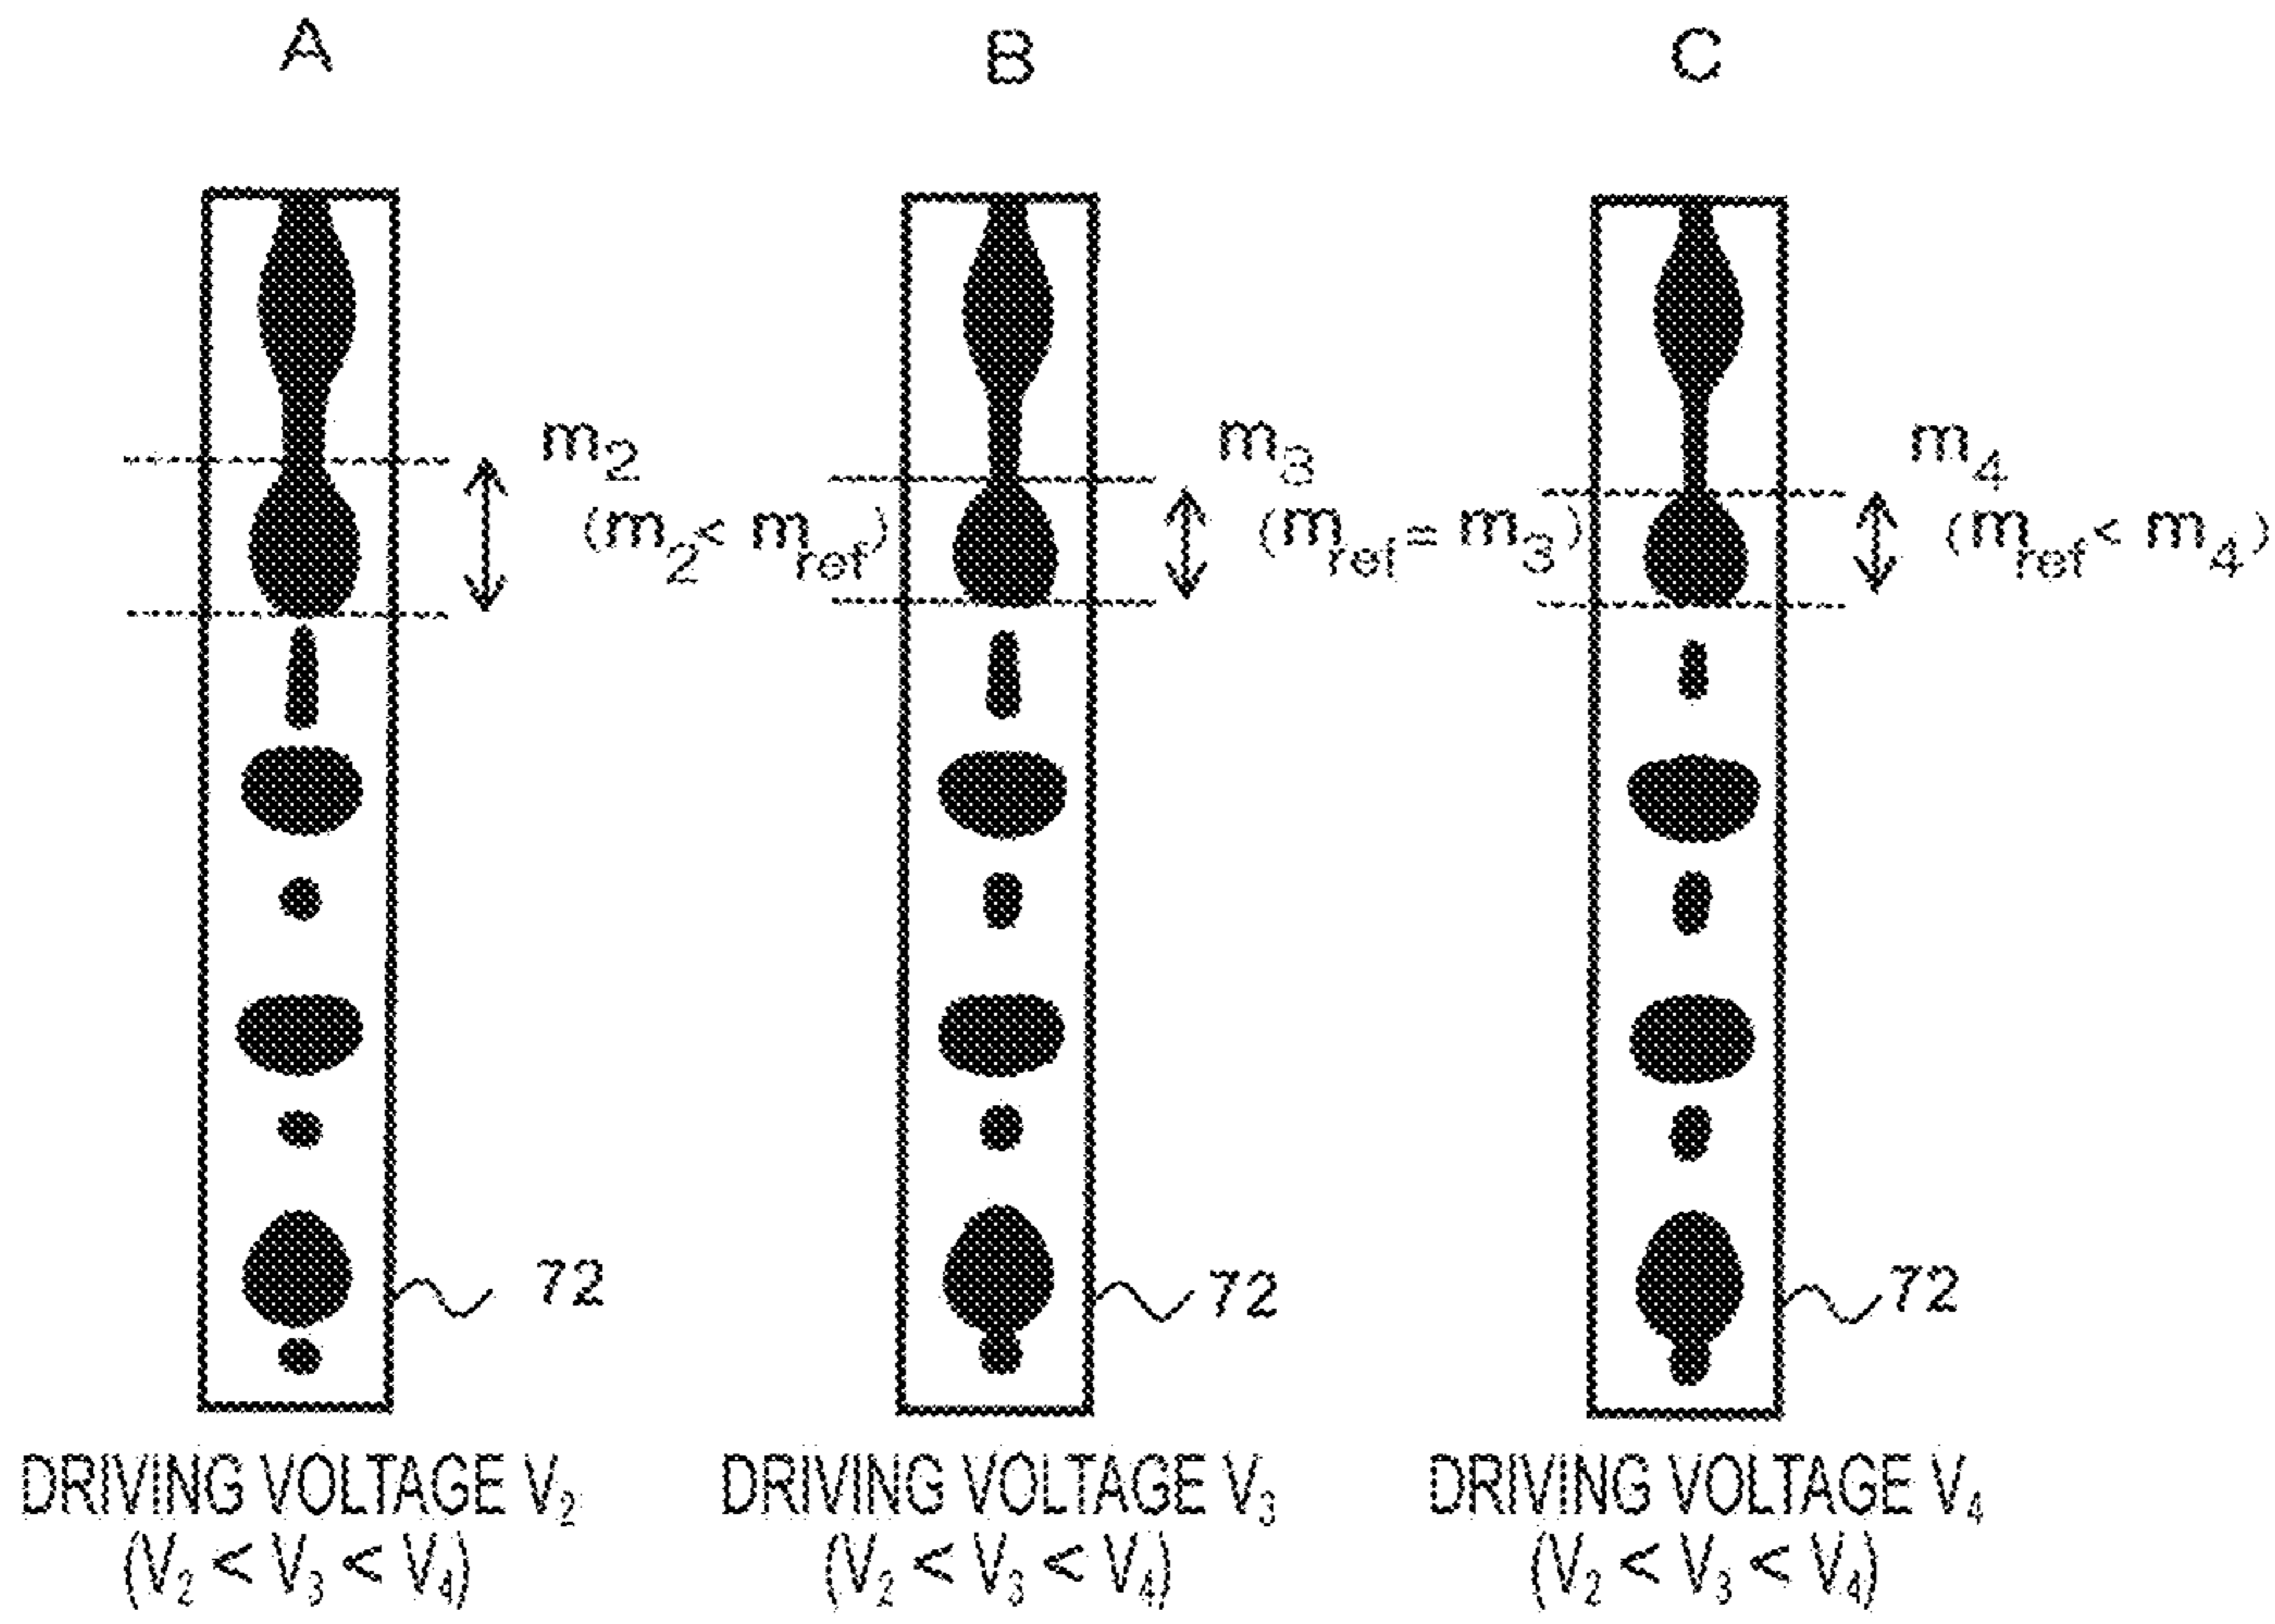 A B C
m2 m3 m4
(m2< mref) (mref= m3) (mref< m4)
72 72 72
DRIVING VOLTAGE V2 DRIVING VOLTAGE V3 DRIVING VOLTAGE V4
(V2 < V3 < V4) (V2 < V3 < V4) (V2 < V3 < V4)